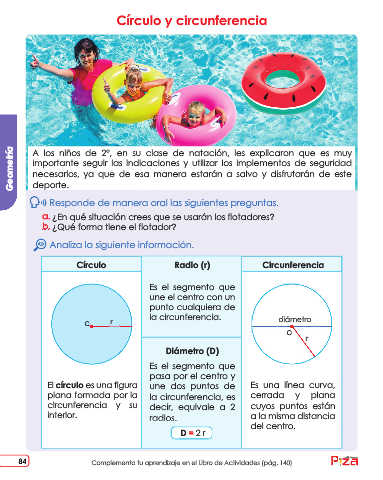 Círculo y circunferencia
Geometría
A los niños de 2º, en su clase de natación, les explicaron que es muy
importante seguir las indicaciones y utilizar los implementos de seguridad
necesarios, ya que de esa manera estarán a salvo y disfrutarán de este
deporte.
Responde de manera oral las siguientes preguntas.
a. ¿En qué situación crees que se usarán los flotadores?
b. ¿Qué forma tiene el flotador?
Analiza la siguiente información.
Círculo
o r
El círculo es una figura
plana formada por la
circunferencia y su
interior.
Radio (r)
Es el segmento que
une el centro con un
punto cualquiera de
la circunferencia.
Diámetro (D)
Es el segmento que
pasa por el centro y
une dos puntos de
la circunferencia, es
decir, equivale a 2
radios.
D = 2 r
Circunferencia
diámetro
o
r
Es una línea curva,
cerrada y plana
cuyos puntos están
a la misma distancia
del centro.
84
Complementa tu aprendizaje en el Libro de Actividades (pág. 140)